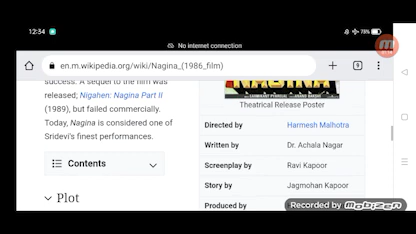 12:34
73%
No internet connection
en.m.wikipedia.org/wiki/Nagina_(1986_film)
9
success. A sequel to the film was
released; Nigahen: Nagina Part II
(1989), but failed commercially.
Today, Nagina is considered one of
Sridevi's finest performances.
Contents
Plot
NAGINA
Theatrical Release Poster
Directed by Harmesh Malhotra
Written by Dr. Achala Nagar
Screenplay by Ravi Kapoor
Story by Jagmohan Kapoor
Produced by
Recorded by mobizen